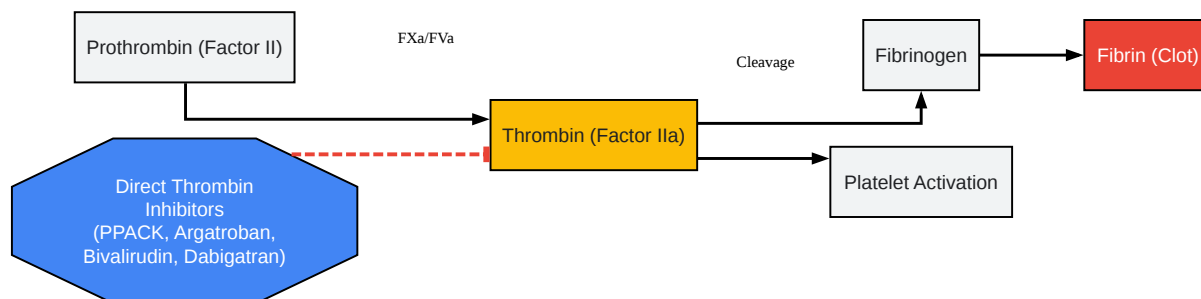 Prothrombin (Factor II)
FXa/FVa
Cleavage
Fibrinogen
Fibrin (Clot)
Thrombin (Factor IIa)
Platelet Activation
Direct Thrombin
Inhibitors
(PPACK, Argatroban,
Bivalirudin, Dabigatran)